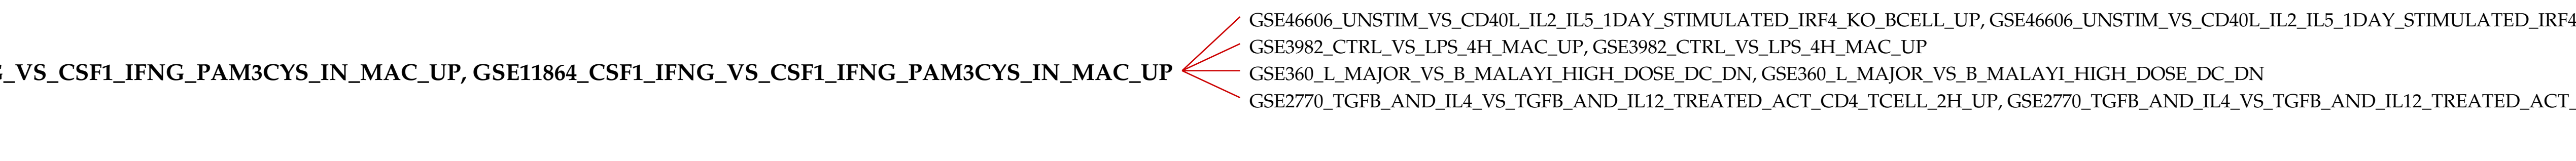 GSE46606_UNSTIM_VS_CD40L_IL2_IL5_1DAY_STIMULATED_IRF4_KO_BCELL_UP, GSE46606_UNSTIM_VS_CD40L_IL2_IL5_1DAY_STIMULATED_IRF4
GSE3982_CTRL_VS_LPS_4H_MAC_UP, GSE3982_CTRL_VS_LPS_4H_MAC_UP
_VS_CSF1_IFNG_PAM3CYS_IN_MAC_UP, GSE11864_CSF1_IFNG_VS_CSF1_IFNG_PAM3CYS_IN_MAC_UP
GSE360_L_MAJOR_VS_B_MALAYI_HIGH_DOSE_DC_DN, GSE360_L_MAJOR_VS_B_MALAYI_HIGH_DOSE_DC_DN
GSE2770_TGFB_AND_IL4_VS_TGFB_AND_IL12_TREATED_ACT_CD4_TCELL_2H_UP, GSE2770_TGFB_AND_IL4_VS_TGFB_AND_IL12_TREATED_ACT_